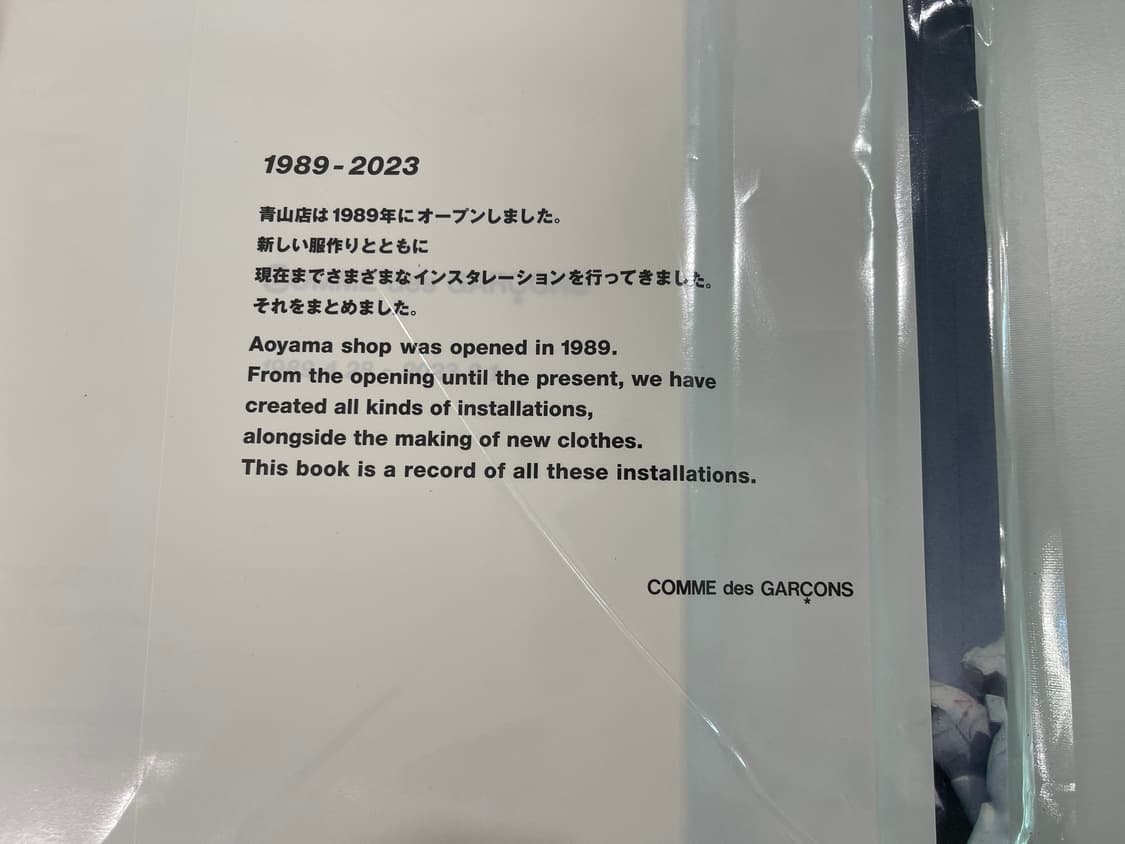 1989 - 2023
青山店は1989年にオープンしました。
新しい服作りとともに
現在までさまざまなインスタレーションを行ってきました。
それをまとめました。
Aoyama shop was opened in 1989.
From the opening until the present, we have
created all kinds of installations,
alongside the making of new clothes.
This book is a record of all these installations.
COMME des GARÇONS
*